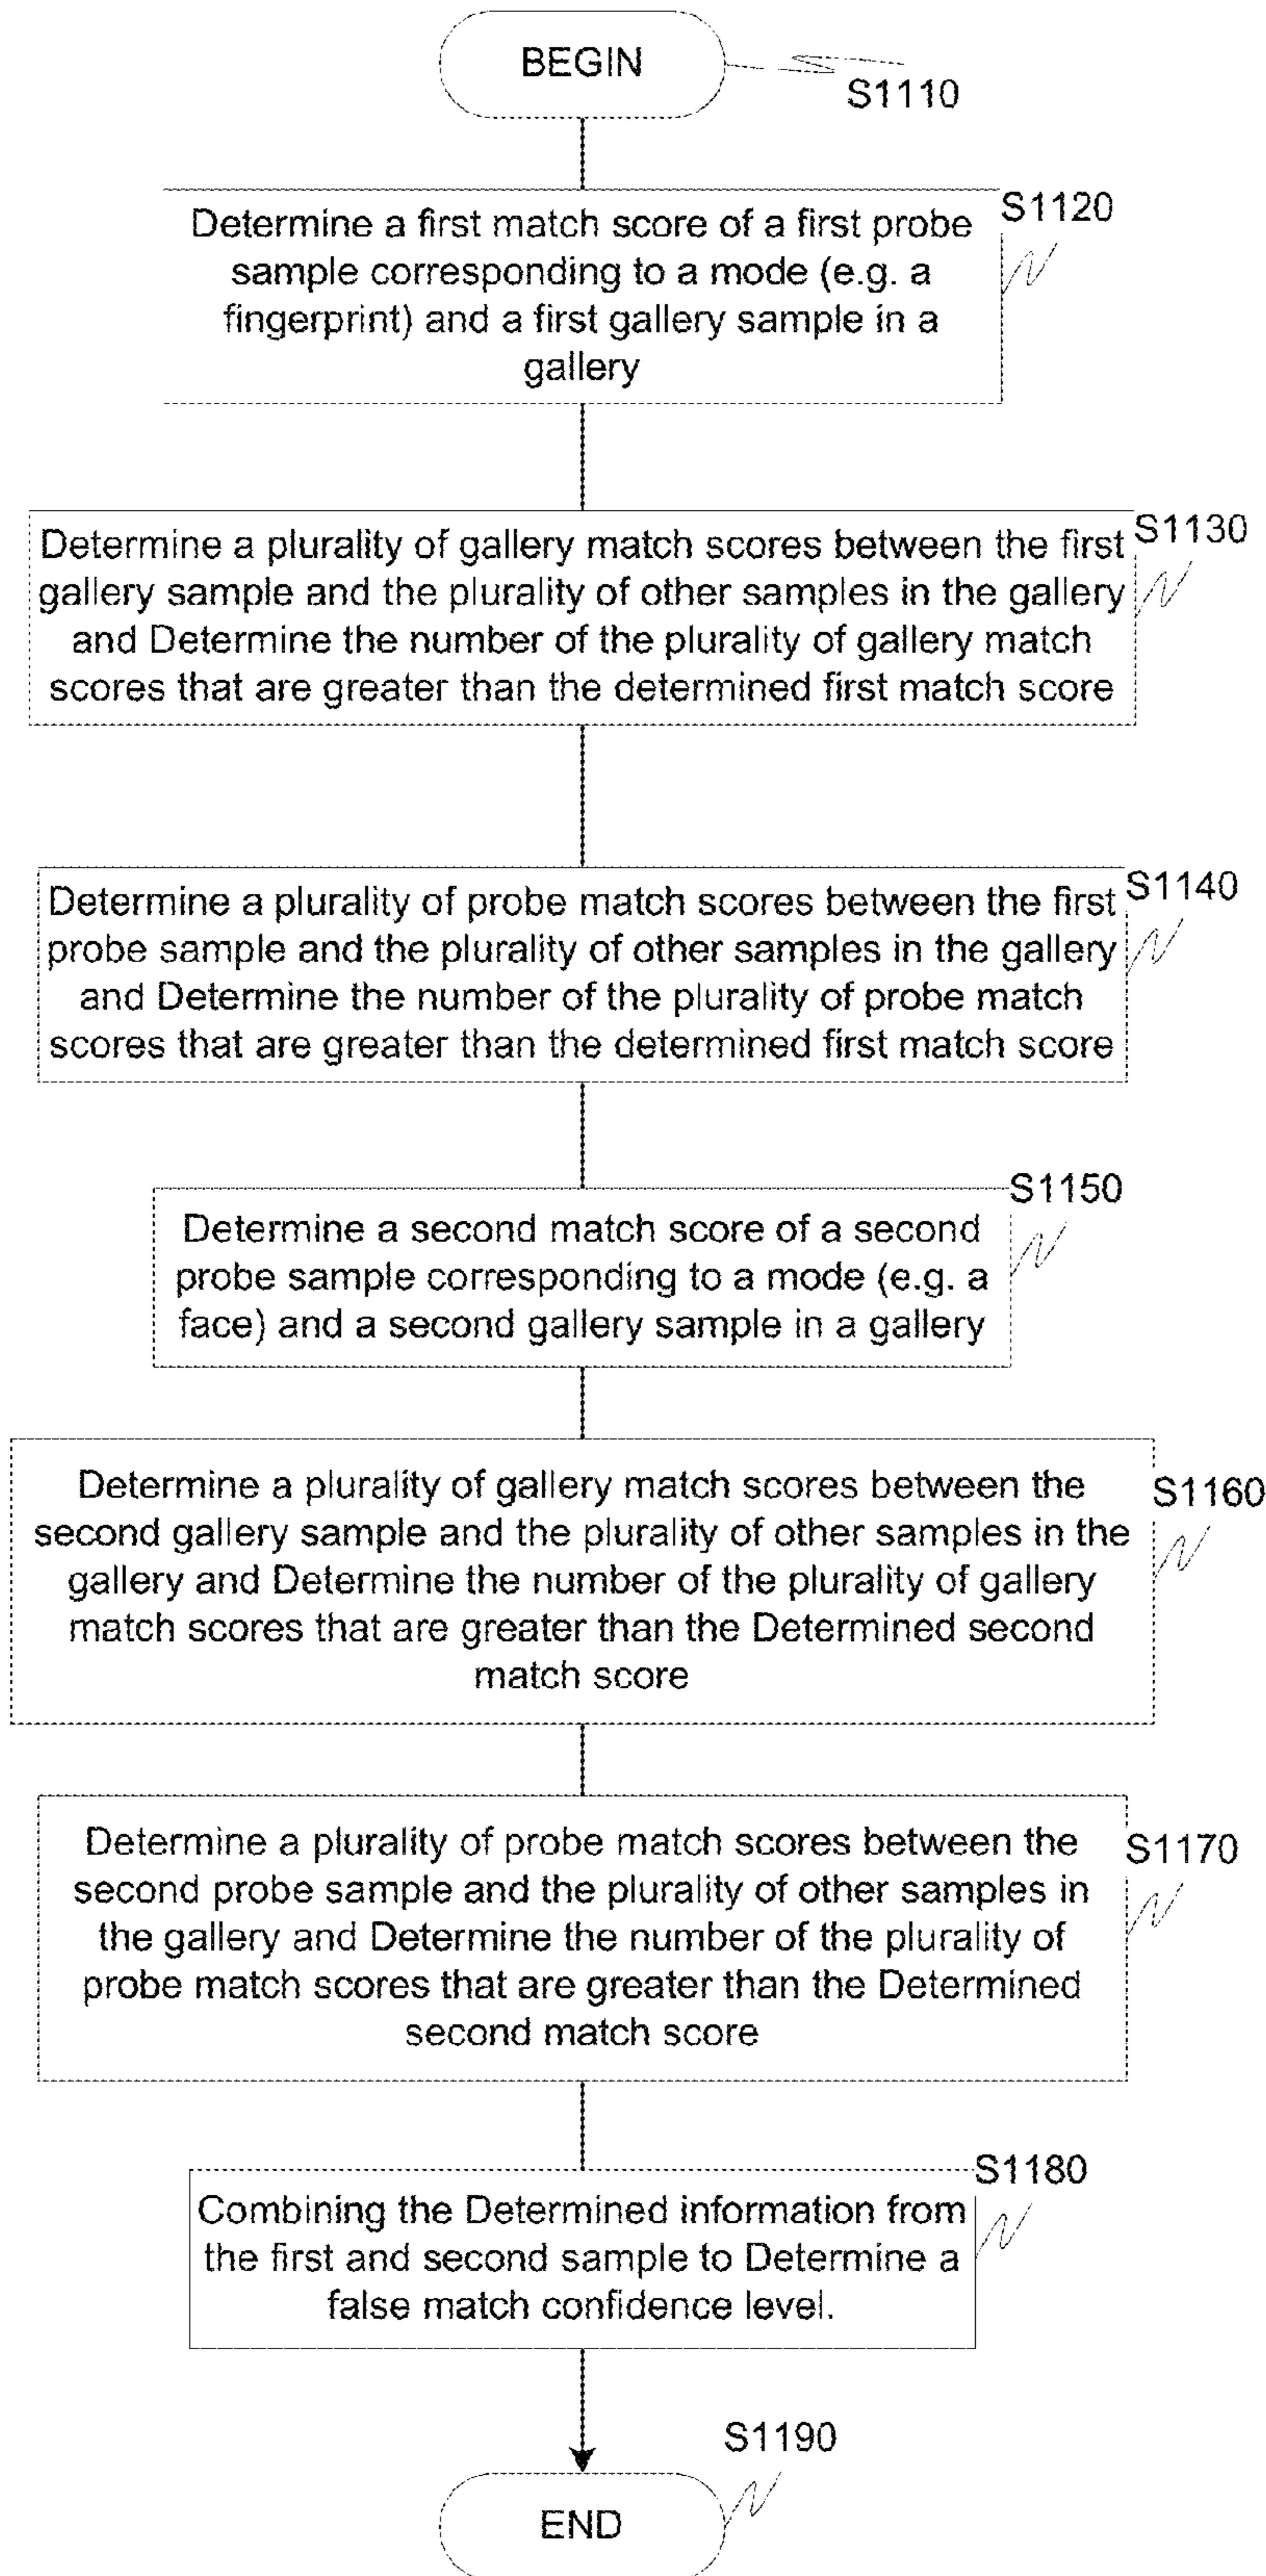 BEGIN
S1110
S1120
Determine a first match score of a first probe
sample corresponding to a mode (e.g. a
fingerprint) and a first gallery sample in a
gallery
S1130
Determine a plurality of gallery match scores between the first
gallery sample and the plurality of other samples in the gallery
and Determine the number of the plurality of gallery match
scores that are greater than the determined first match score
S1140
Determine a plurality of probe match scores between the first
probe sample and the plurality of other samples in the gallery
and Determine the number of the plurality of probe match
scores that are greater than the determined first match score
S1150
Determine a second match score of a second
probe sample corresponding to a mode (e.g. a
face) and a second gallery sample in a gallery
S1160
Determine a plurality of gallery match scores between the
second gallery sample and the plurality of other samples in the
gallery and Determine the number of the plurality of gallery
match scores that are greater than the Determined second
match score
S1170
Determine a plurality of probe match scores between the
second probe sample and the plurality of other samples in
the gallery and Determine the number of the plurality of
probe match scores that are greater than the Determined
second match score
S1180
Combining the Determined information from
the first and second sample to Determine a
false match confidence level.
S1190
END